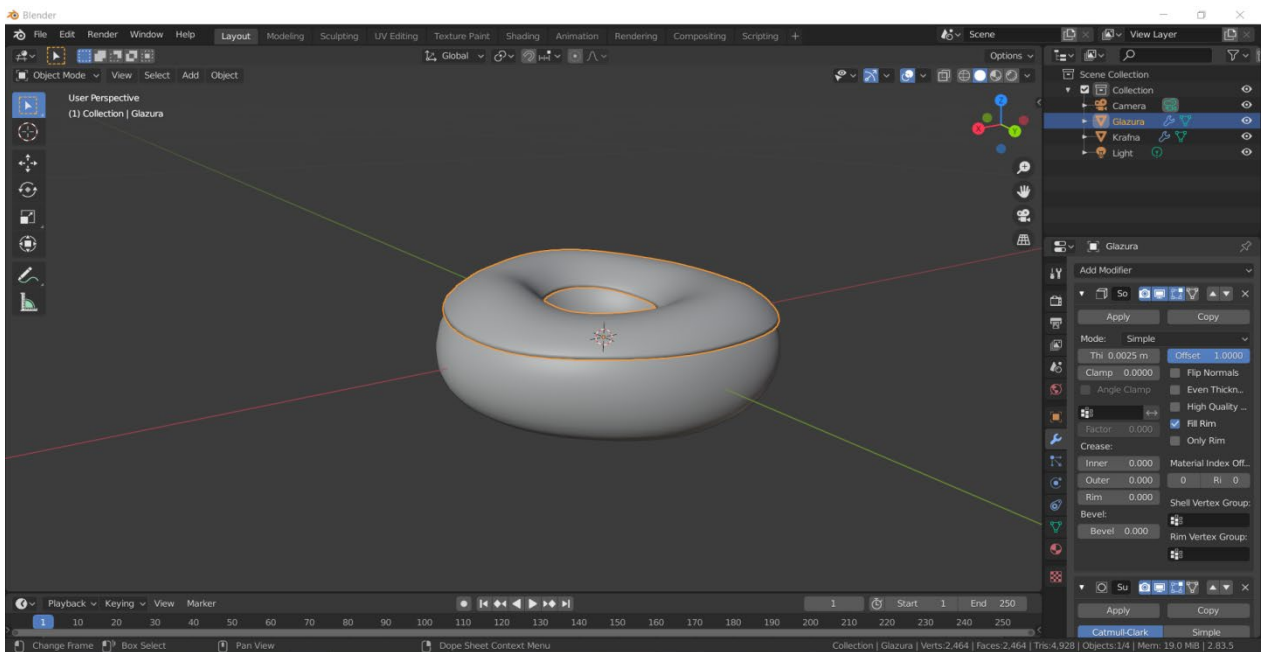 Blender
File Edit Render Window Help Layout Modeling Sculpting UV Editing Texture Paint Shading Animation Rendering Compositing Scripting + Scene View Layer
Global Options
Object Mode View Select Add Object
User Perspective
(1) Collection | Glazura
Z
X Y
Scene Collection
Collection
Camera
Glazura
Krafna
Light
Glazura
Add Modifier
So
Apply Copy
Mode: Simple
Thi 0.0025 m Offset 1.0000
Clamp 0.0000 Flip Normals
Angle Clamp Even Thickn...
High Quality ...
Factor 0.000 Fill Rim
Crease: Only Rim
Inner 0.000 Material Index Off...
Outer 0.000 0 Ri 0
Rim 0.000 Shell Vertex Group:
Bevel:
Bevel 0.000 Rim Vertex Group:
Su
Apply Copy
Catmull-Clark Simple
Playback Keying View Marker 1 Start 1 End 250
1 10 20 30 40 50 60 70 80 90 100 110 120 130 140 150 160 170 180 190 200 210 220 230 240 250
Change Frame Box Select Pan View Dope Sheet Context Menu Collection | Glazura | Verts:2,464 | Faces:2,464 | Tris:4,928 | Objects:1/4 | Mem: 19.0 MiB | 2.83.5